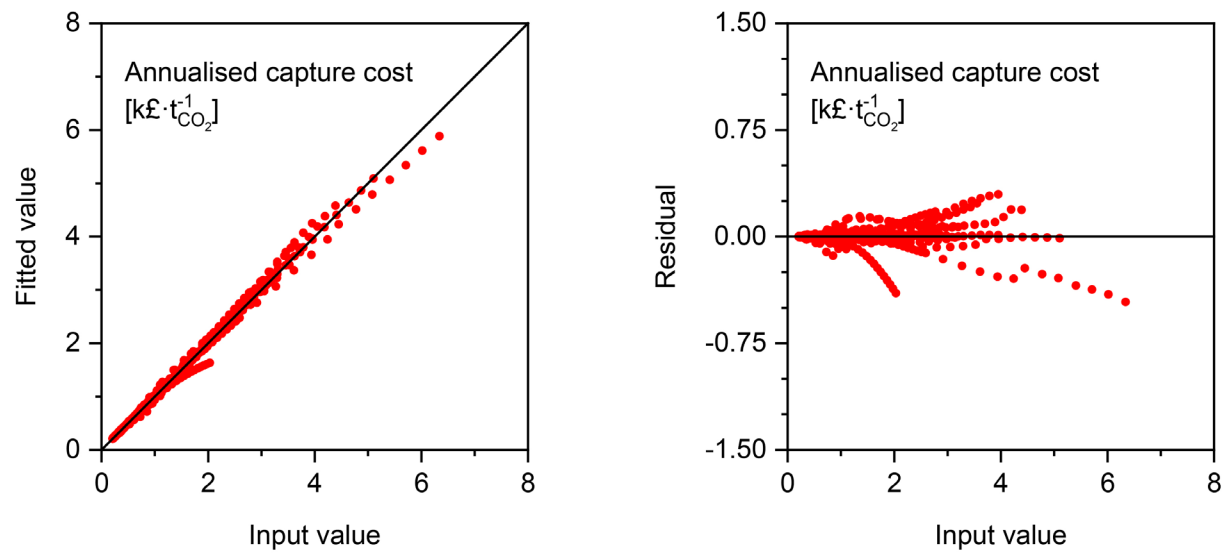 8
6
4
2
0
0
2
4
6
8
Fitted value
Input value
Annualised capture cost
[k£·t⁻¹CO₂]
1.50
0.75
0.00
-0.75
-1.50
0
2
4
6
8
Residual
Input value
Annualised capture cost
[k£·t⁻¹CO₂]